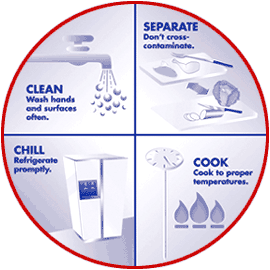 CLEAN
Wash hands
and surfaces
often.
SEPARATE
Don't cross-
contaminate.
CHILL
Refrigerate
promptly.
COOK
Cook to proper
temperatures.